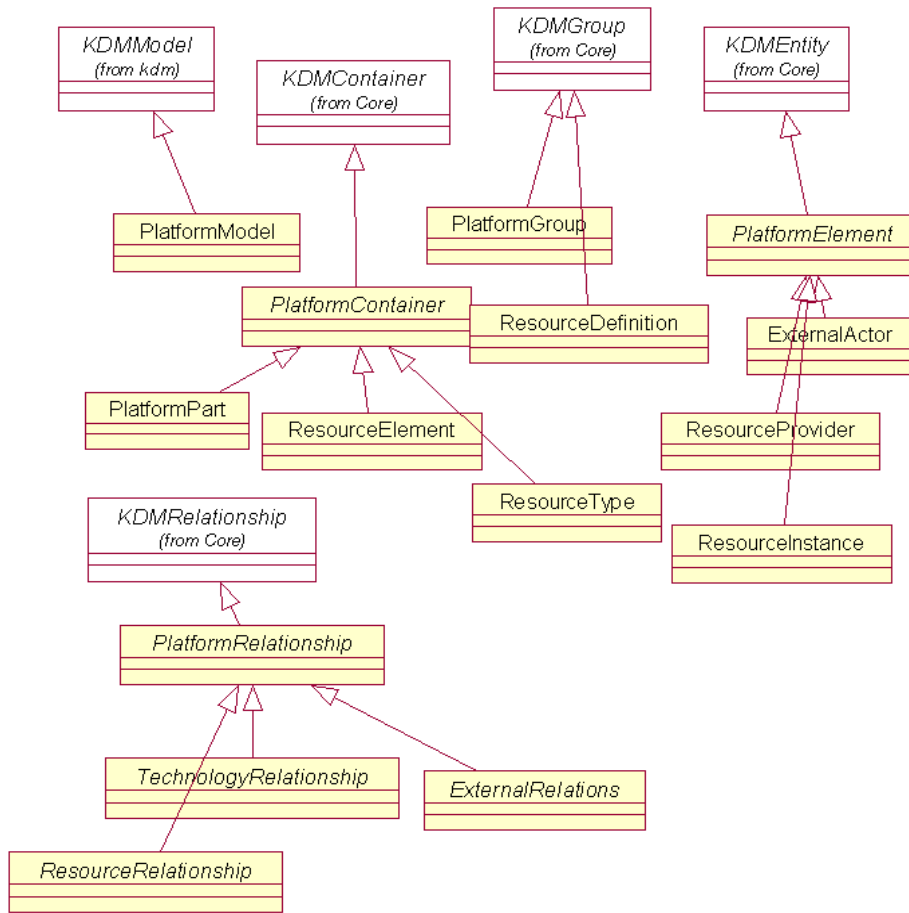 KDMModel
(from kdm)
KDMContainer
(from Core)
KDMGroup
(from Core)
KDMEntity
(from Core)
PlatformModel
PlatformGroup
PlatformElement
PlatformContainer
ResourceDefinition
ExternalActor
PlatformPart
ResourceElement
ResourceProvider
ResourceType
ResourceInstance
KDMRelationship
(from Core)
PlatformRelationship
TechnologyRelationship
ExternalRelations
ResourceRelationship